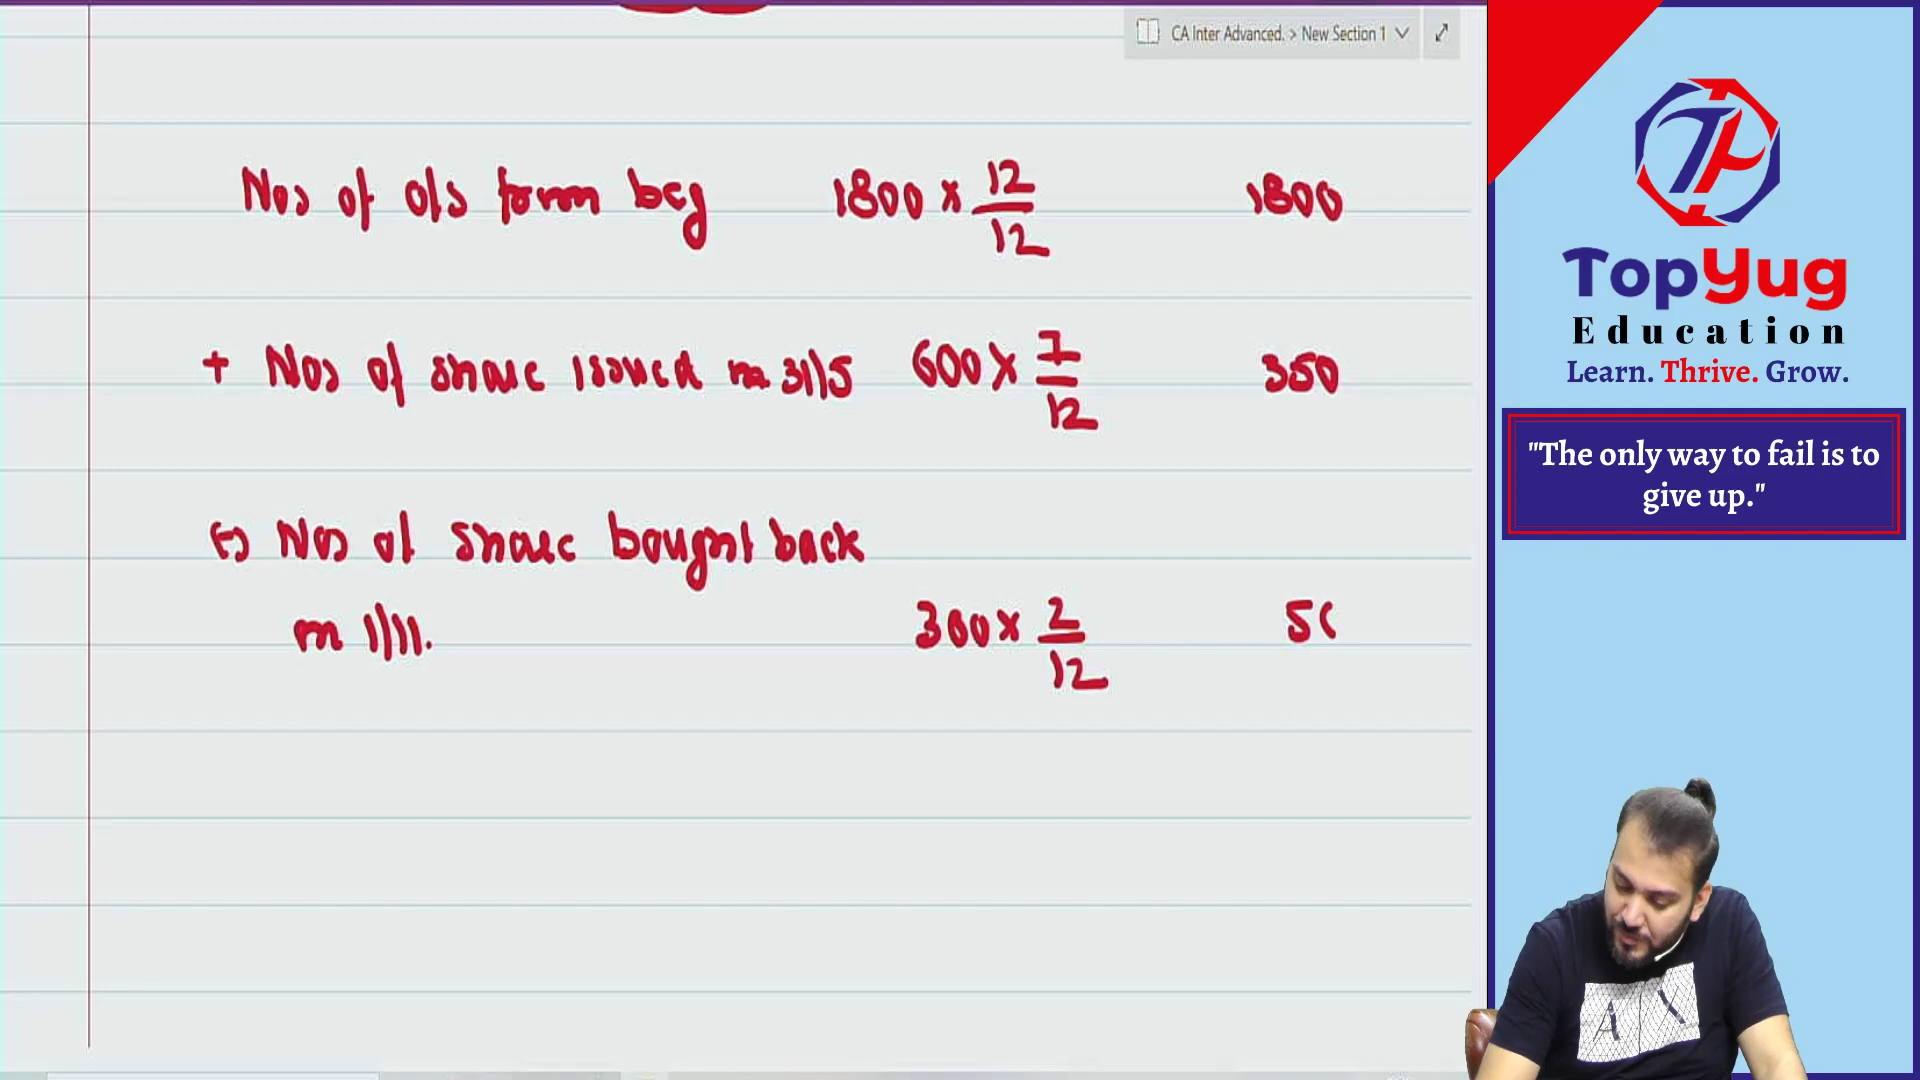 CA Inter Advanced. > New Section 1
Nos of o/s form beg 1800 × 12/12 1800
+ Nos of share issued on 31/5 600 × 7/12 350
(-) Nos of share bought back
on 1/11. 300 × 2/12 50
TopYug
Education
Learn. Thrive. Grow.
"The only way to fail is to
give up."
A X